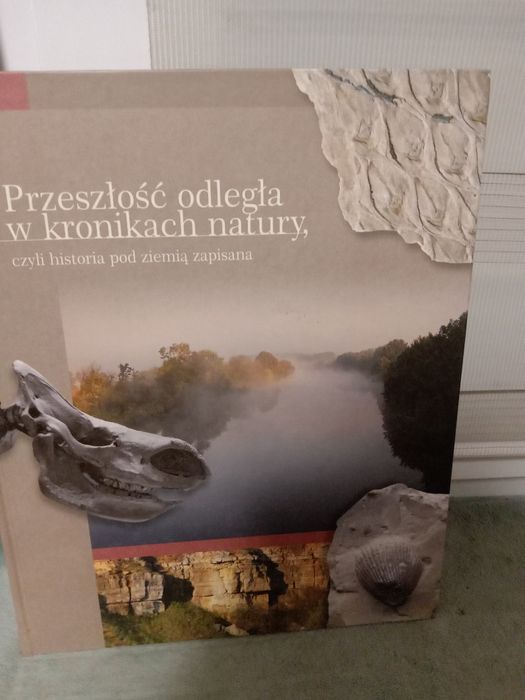 Przeszłość odległa
w kronikach natury,
czyli historia pod ziemią zapisana